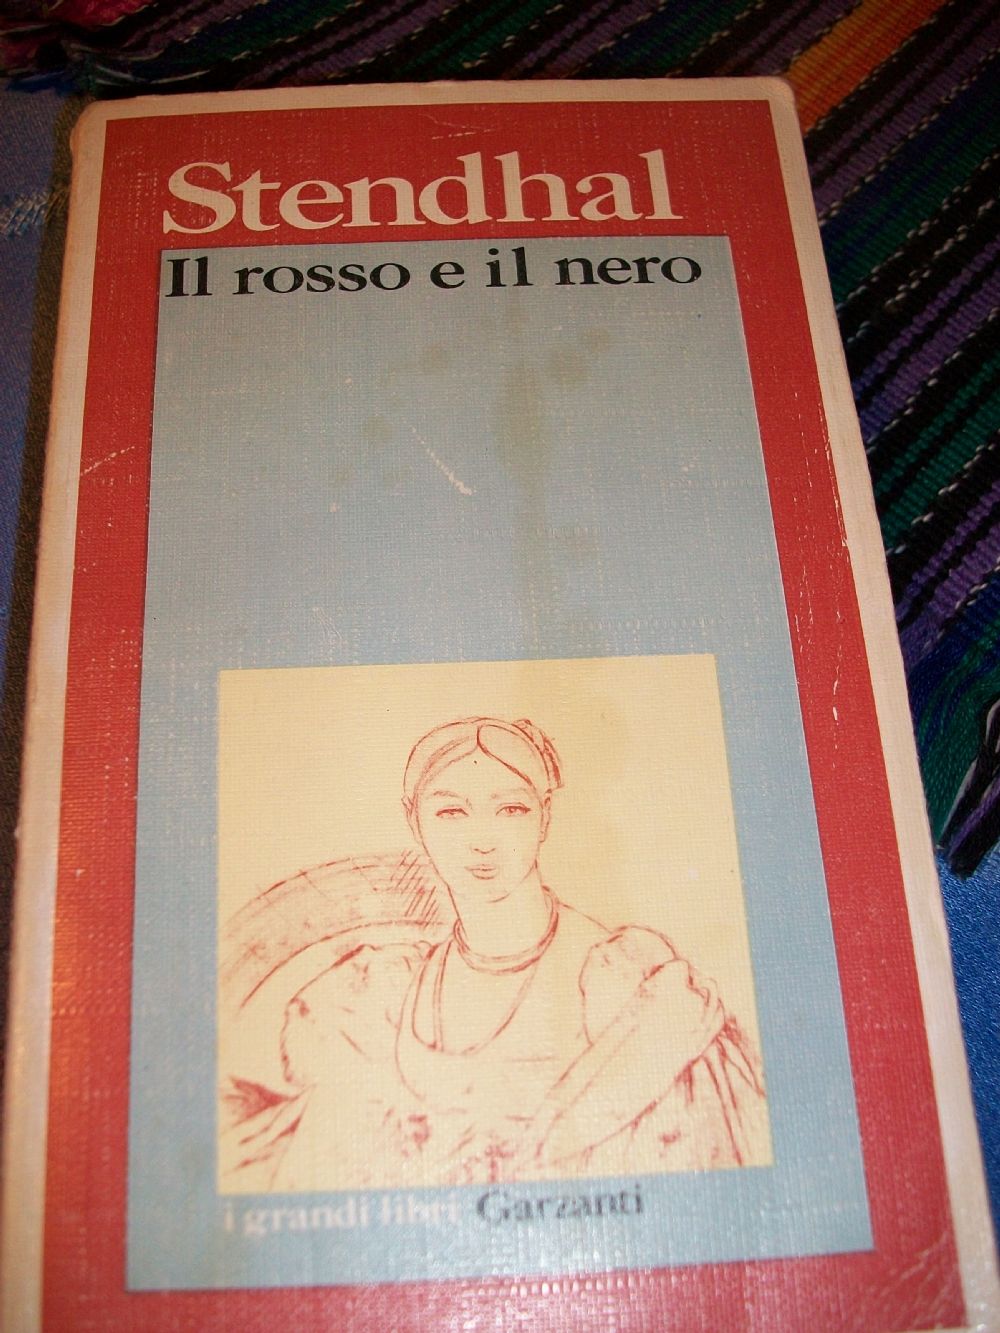 Stendhal
Il rosso e il nero
i grandi libri Garzanti